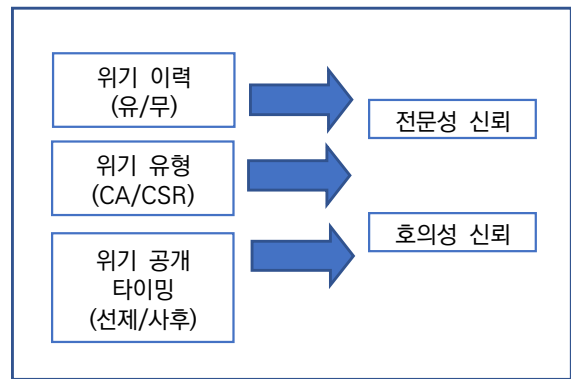 위기 이력
(유/무)
위기 유형
(CA/CSR)
위기 공개
타이밍
(선제/사후)
전문성 신뢰
호의성 신뢰